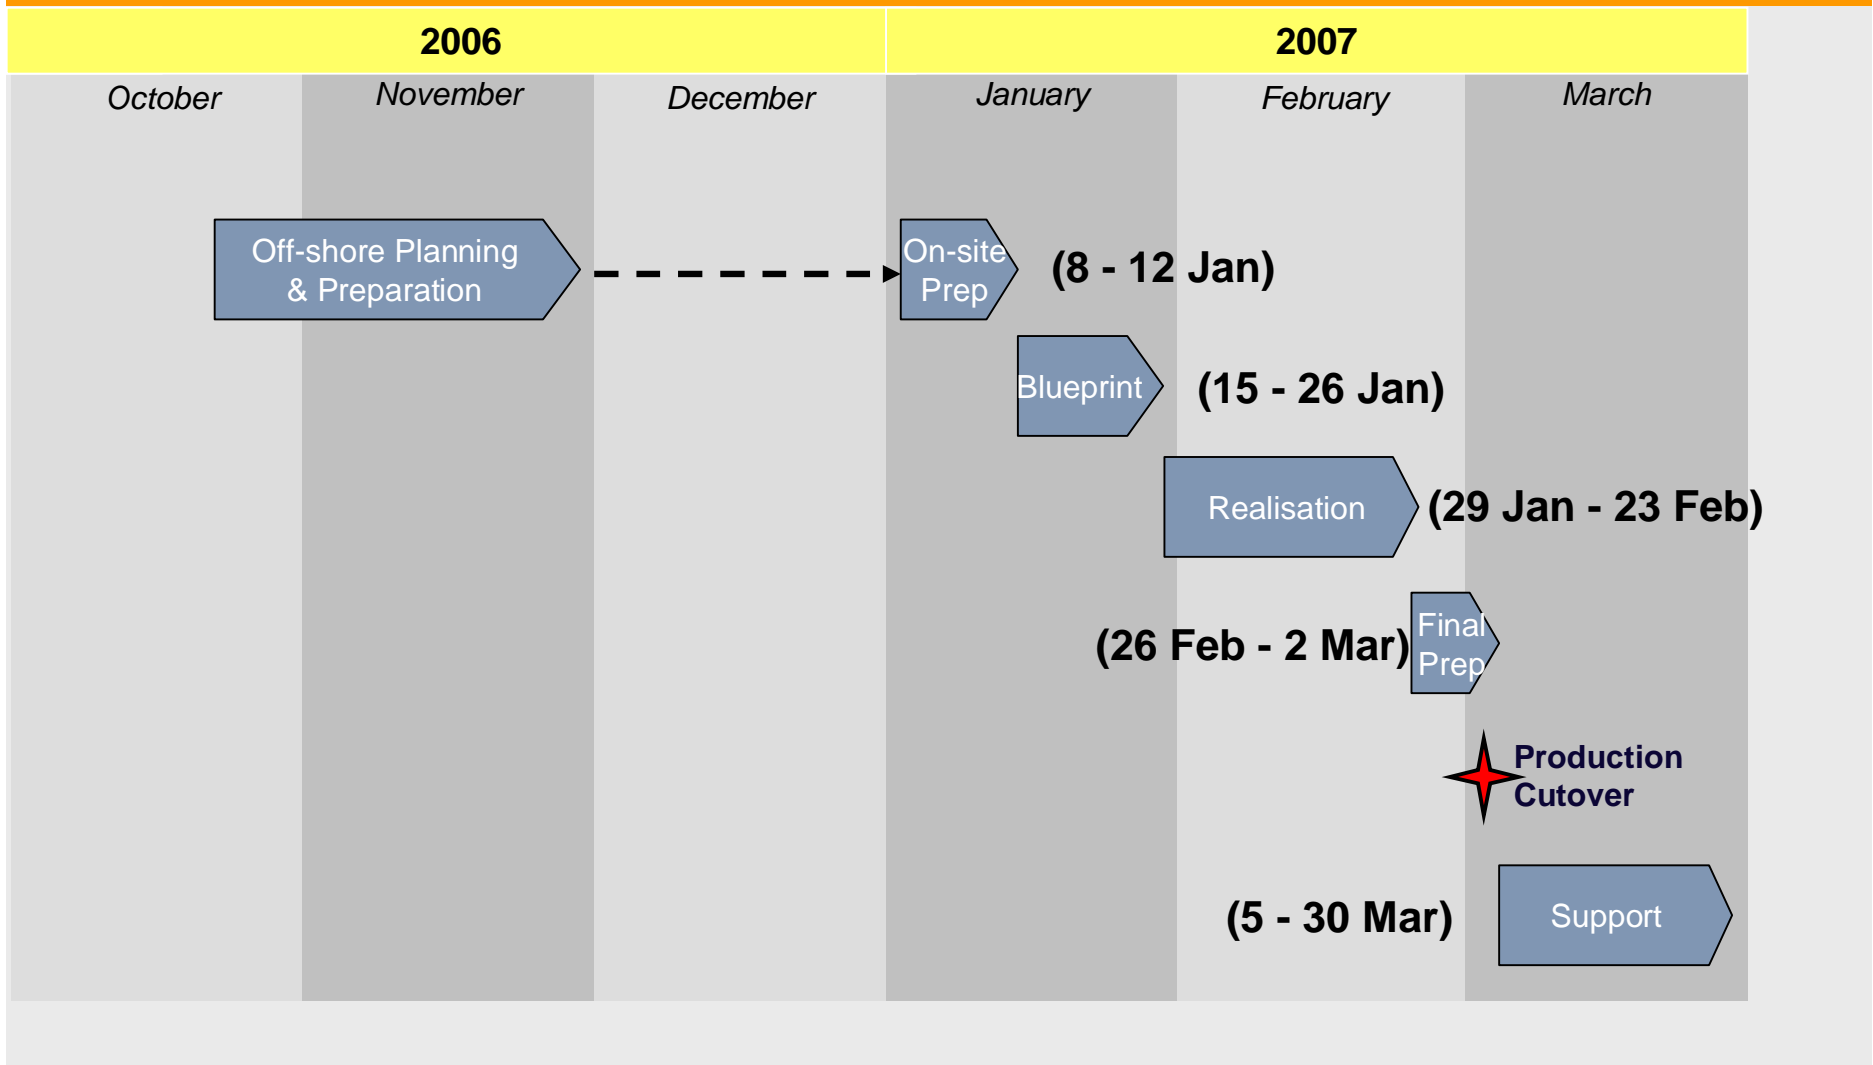 2006
2007
October
November
December
January
February
March
Off-shore Planning
& Preparation
On-site
Prep
(8 - 12 Jan)
Blueprint
(15 - 26 Jan)
Realisation
(29 Jan - 23 Feb)
(26 Feb - 2 Mar)
Final
Prep
Production
Cutover
(5 - 30 Mar)
Support